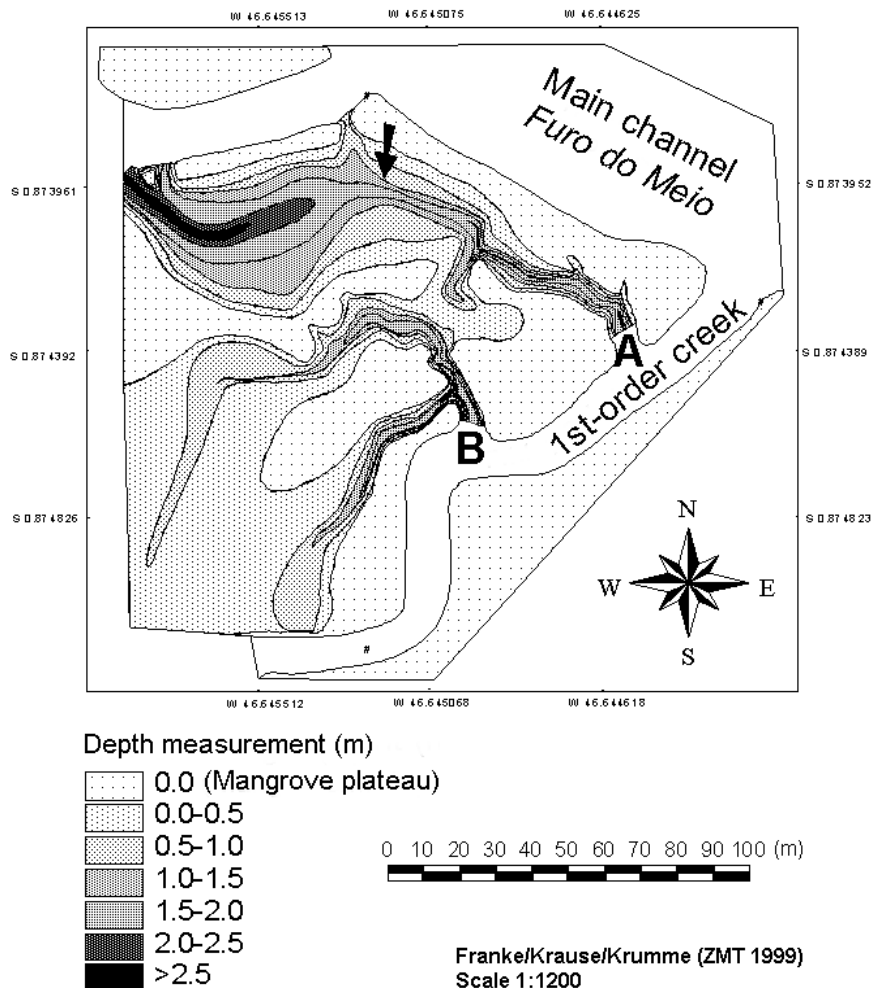 W 46.645513 W 46.645075 W 46.644625
Main channel
Furo do Meio
S 0.873961
S 0.873952
A
S 0.874392
S 0.874389
1st-order creek
B
S 0.874826
S 0.874823
N
W E
S
W 46.645512 W 46.645068 W 46.644618
Depth measurement (m)
0.0 (Mangrove plateau)
0.0-0.5
0.5-1.0
1.0-1.5
1.5-2.0
2.0-2.5
>2.5
0 10 20 30 40 50 60 70 80 90 100 (m)
Franke/Krause/Krumme (ZMT 1999)
Scale 1:1200